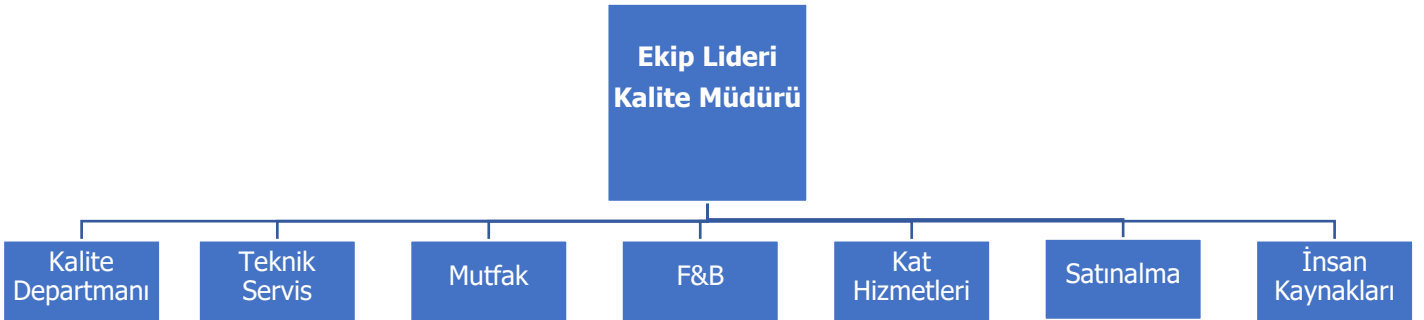 Ekip Lideri
Kalite Müdürü
Kalite
Departmanı
Teknik
Servis
Mutfak
F&B
Kat
Hizmetleri
Satınalma
İnsan
Kaynakları